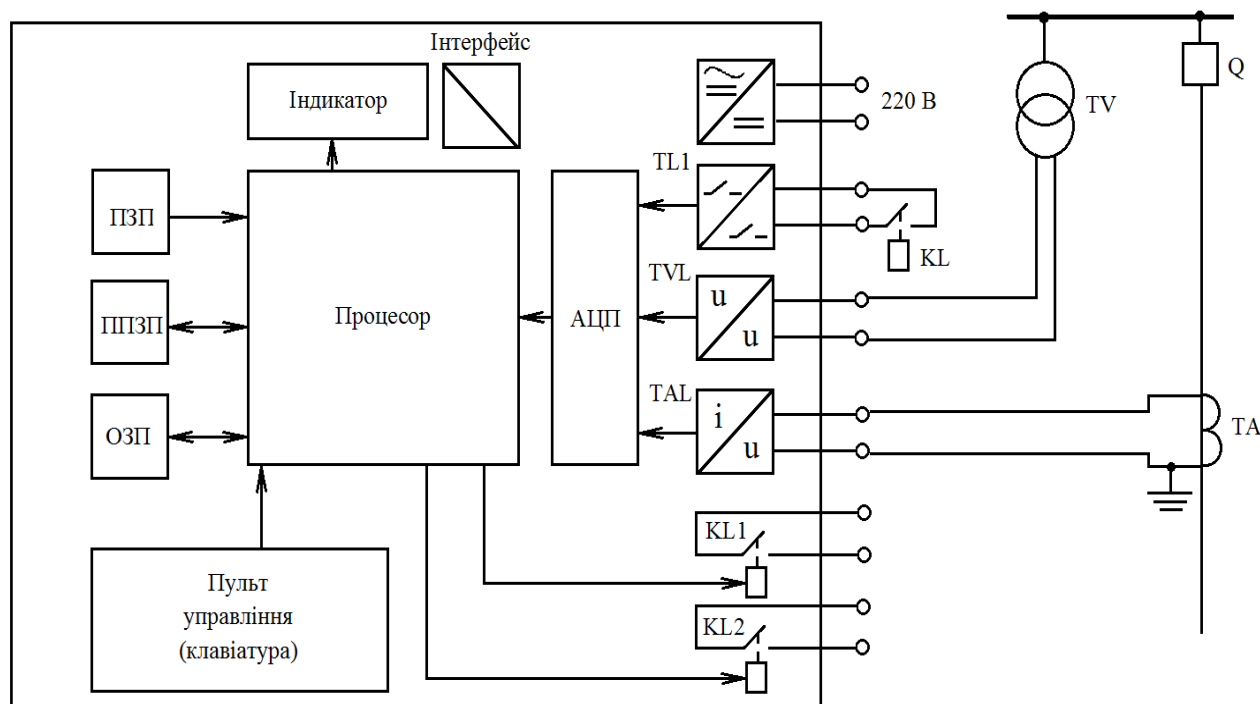 Інтерфейс
Індикатор
220 В
TV
Q
TL1
ПЗП
KL
ППЗП
Процесор
АЦП
TVL
u
u
ОЗП
TAL
i
u
TA
KL1
Пульт
управління
(клавіатура)
KL2